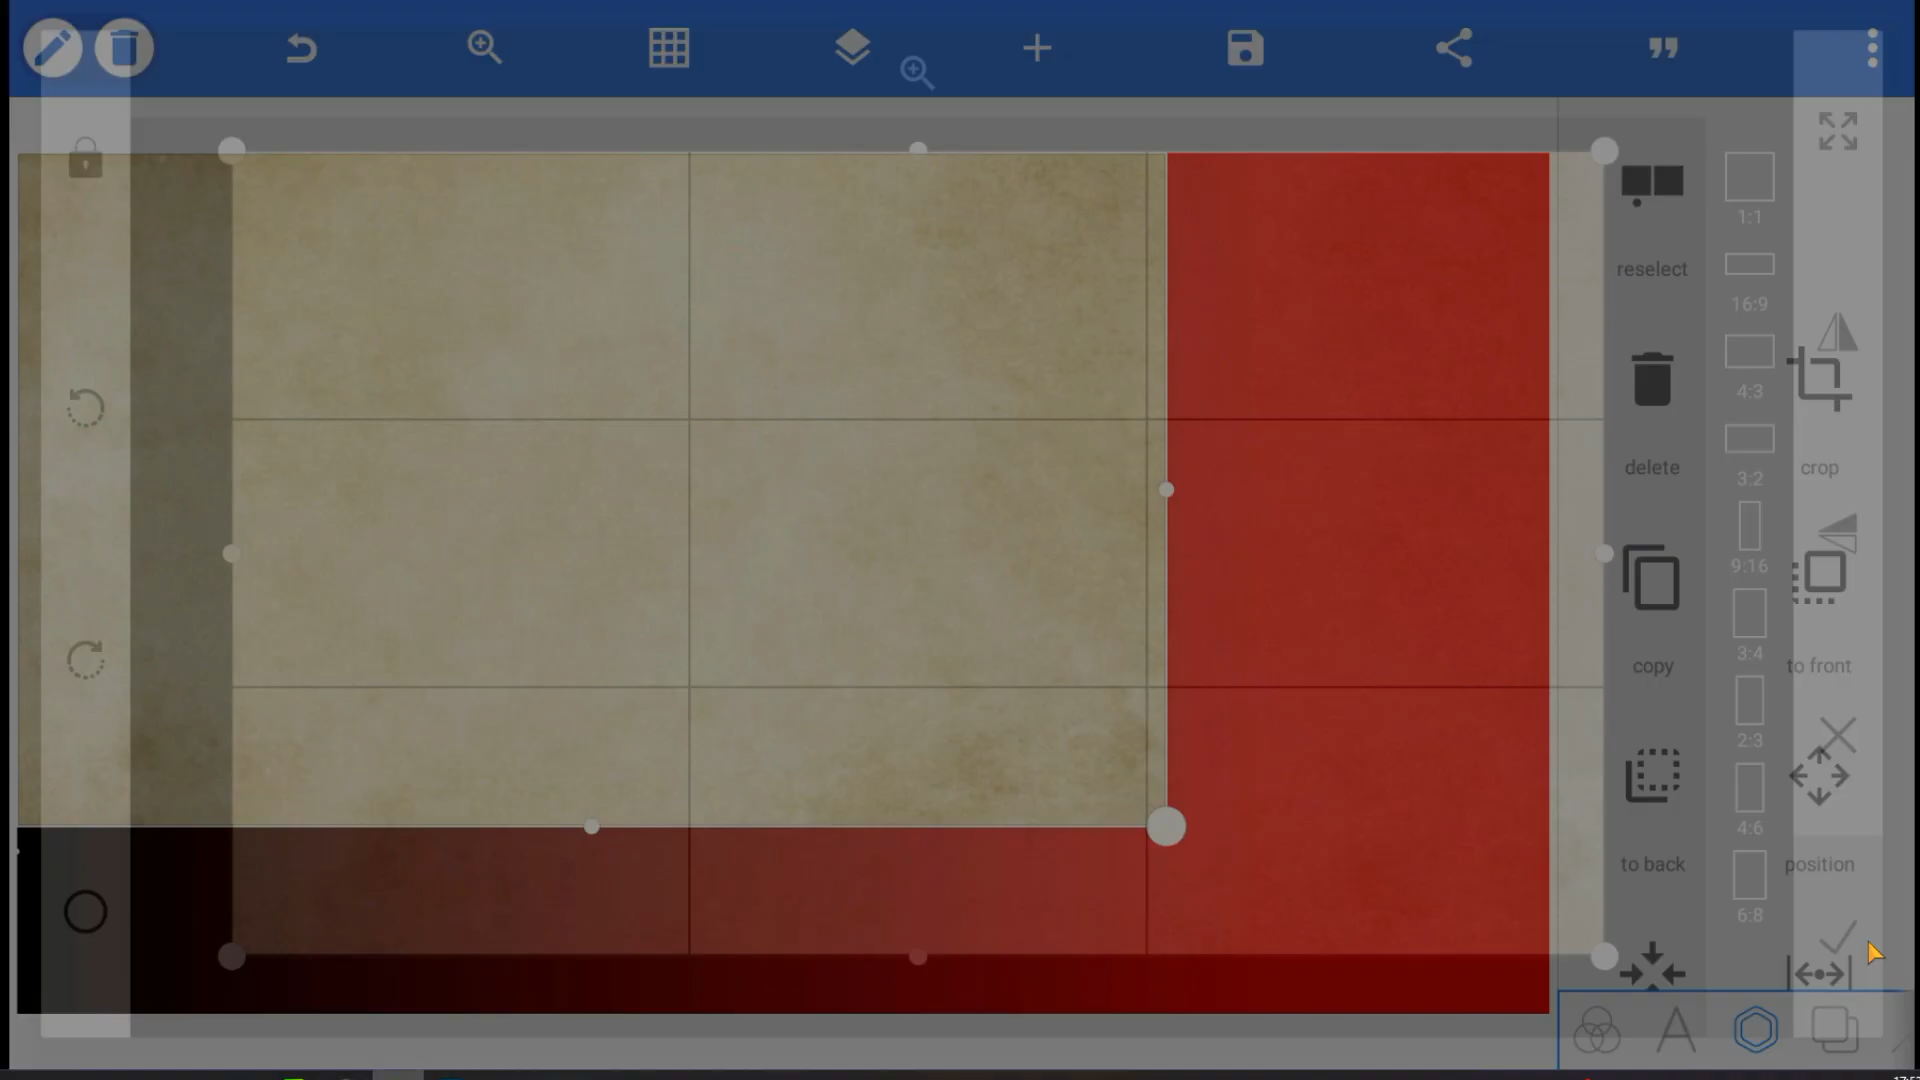 reselect
1:1
16:9
4:3
delete
crop
3:2
9:16
copy
3:4
to front
2:3
4:6
to back
position
6:8